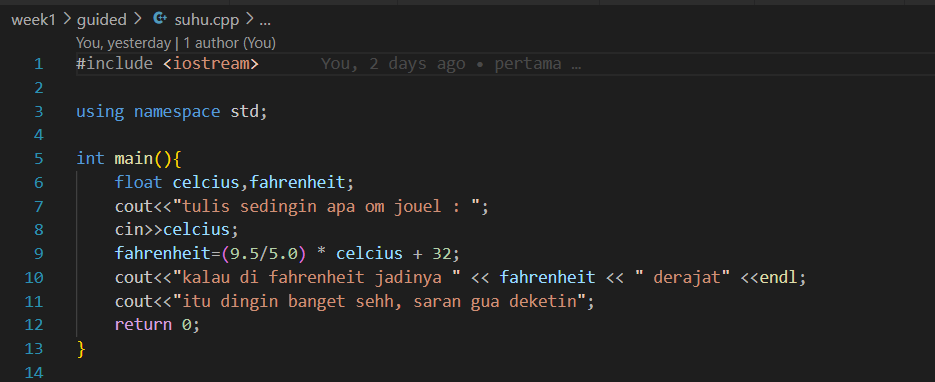 week1 > guided > suhu.cpp > ...
You, yesterday | 1 author (You)
1 #include <iostream> You, 2 days ago • pertama …
2
3 using namespace std;
4
5 int main(){
6 float celcius,fahrenheit;
7 cout<<"tulis sedingin apa om jouel : ";
8 cin>>celcius;
9 fahrenheit=(9.5/5.0) * celcius + 32;
10 cout<<"kalau di fahrenheit jadinya " << fahrenheit << " derajat" <<endl;
11 cout<<"itu dingin banget sehh, saran gua deketin";
12 return 0;
13 }
14